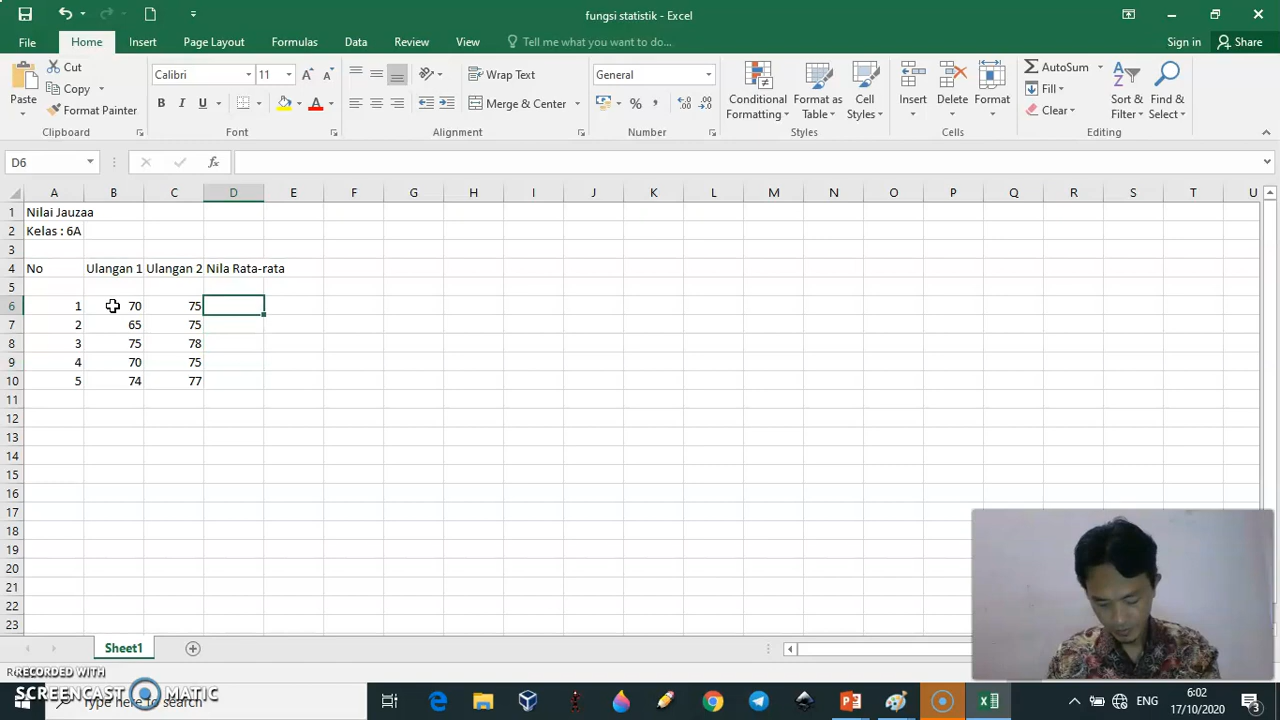 fungsi statistik - Excel
File Home Insert Page Layout Formulas Data Review View Tell me what you want to do... Sign in Share
Paste Cut Copy Format Painter Clipboard
Calibri 11 A A B I U A Font
Wrap Text Merge & Center Alignment
General % , Number
Conditional Formatting Format as Table Cell Styles Styles
Insert Delete Format Cells
AutoSum Fill Clear Sort & Filter Find & Select Editing
D6 fx
A B C D E F G H I J K L M N O P Q R S T U
1 Nilai Jauzaa
2 Kelas : 6A
3
4 No Ulangan 1 Ulangan 2 Nila Rata-rata
5
6 1 70 75
7 2 65 75
8 3 75 78
9 4 70 75
10 5 74 77
11
12
13
14
15
16
17
18
19
20
21
22
23
Sheet1
RECORDED WITH
SCREENCAST MATIC
Type here to search
ENG 6:02
17/10/2020 3